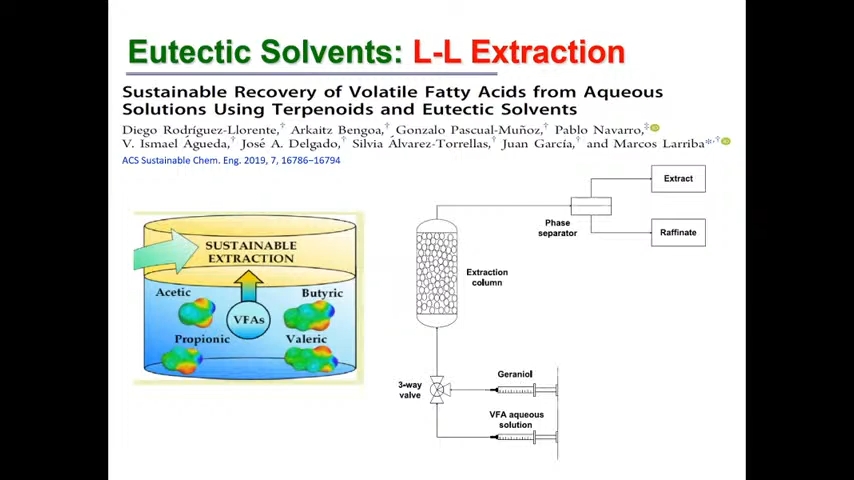 Eutectic Solvents: L-L Extraction
Sustainable Recovery of Volatile Fatty Acids from Aqueous
Solutions Using Terpenoids and Eutectic Solvents
Diego Rodríguez-Llorente,† Arkaitz Bengoa,† Gonzalo Pascual-Muñoz,† Pablo Navarro,‡
V. Ismael Águeda,† José A. Delgado,† Silvia Álvarez-Torrellas,† Juan García,† and Marcos Larriba*,†
ACS Sustainable Chem. Eng. 2019, 7, 16786–16794
SUSTAINABLE
EXTRACTION
Acetic
Butyric
VFAs
Propionic
Valeric
Extract
Phase
separator
Raffinate
Extraction
column
Geraniol
3-way
valve
VFA aqueous
solution